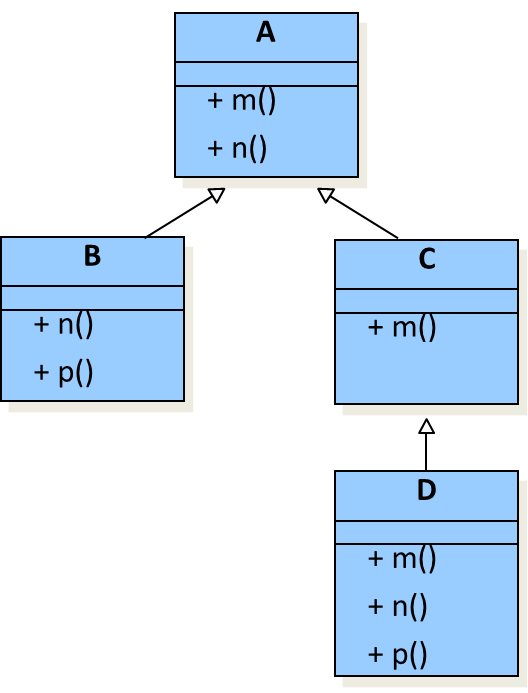 A
+ m()
+ n()
B
+ n()
+ p()
C
+ m()
D
+ m()
+ n()
+ p()